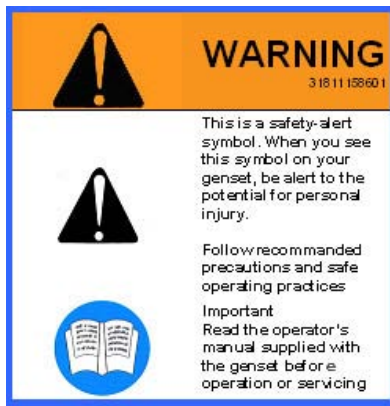 WARNING
31811158601
This is a safety-alert
symbol. When you see
this symbol on your
genset, be alert to the
potential for personal
injury.
Follow recommanded
precautions and safe
operating practices
Important
Read the operator's
manual supplied with
the genset before
operation or servicing